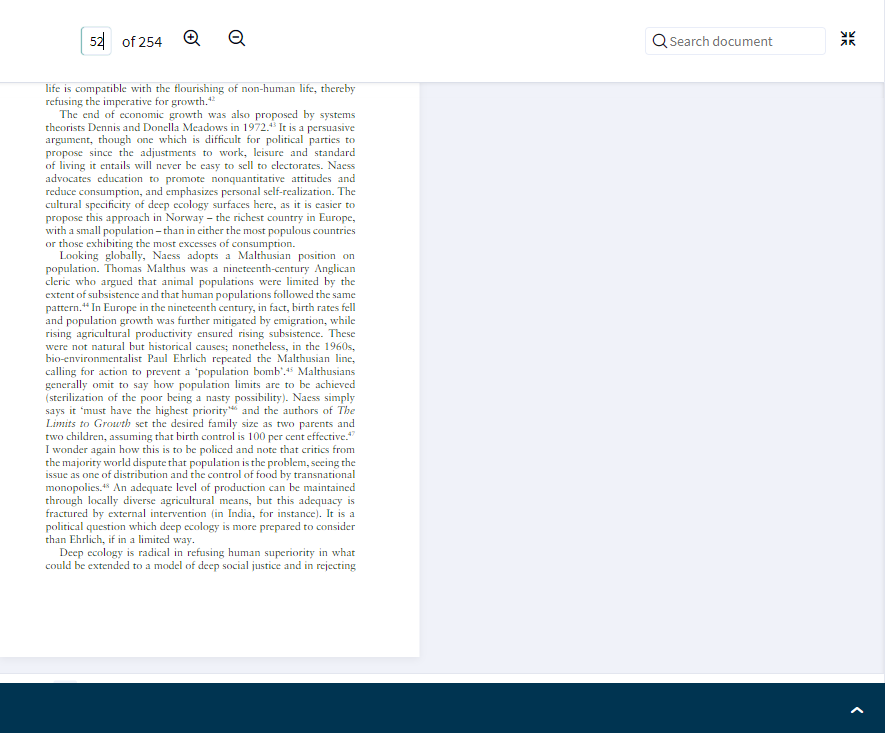 52 of 254
Search document
life is compatible with the flourishing of non-human life, thereby
refusing the imperative for growth.42
The end of economic growth was also proposed by systems
theorists Dennis and Donella Meadows in 1972.43 It is a persuasive
argument, though one which is difficult for political parties to
propose since the adjustments to work, leisure and standard
of living it entails will never be easy to sell to electorates. Naess
advocates education to promote nonquantitative attitudes and
reduce consumption, and emphasizes personal self-realization. The
cultural specificity of deep ecology surfaces here, as it is easier to
propose this approach in Norway – the richest country in Europe,
with a small population – than in either the most populous countries
or those exhibiting the most excesses of consumption.
Looking globally, Naess adopts a Malthusian position on
population. Thomas Malthus was a nineteenth-century Anglican
cleric who argued that animal populations were limited by the
extent of subsistence and that human populations followed the same
pattern.44 In Europe in the nineteenth century, in fact, birth rates fell
and population growth was further mitigated by emigration, while
rising agricultural productivity ensured rising subsistence. These
were not natural but historical causes; nonetheless, in the 1960s,
bio-environmentalist Paul Ehrlich repeated the Malthusian line,
calling for action to prevent a ‘population bomb’.45 Malthusians
generally omit to say how population limits are to be achieved
(sterilization of the poor being a nasty possibility). Naess simply
says it ‘must have the highest priority’46 and the authors of The
Limits to Growth set the desired family size as two parents and
two children, assuming that birth control is 100 per cent effective.47
I wonder again how this is to be policed and note that critics from
the majority world dispute that population is the problem, seeing the
issue as one of distribution and the control of food by transnational
monopolies.48 An adequate level of production can be maintained
through locally diverse agricultural means, but this adequacy is
fractured by external intervention (in India, for instance). It is a
political question which deep ecology is more prepared to consider
than Ehrlich, if in a limited way.
Deep ecology is radical in refusing human superiority in what
could be extended to a model of deep social justice and in rejecting